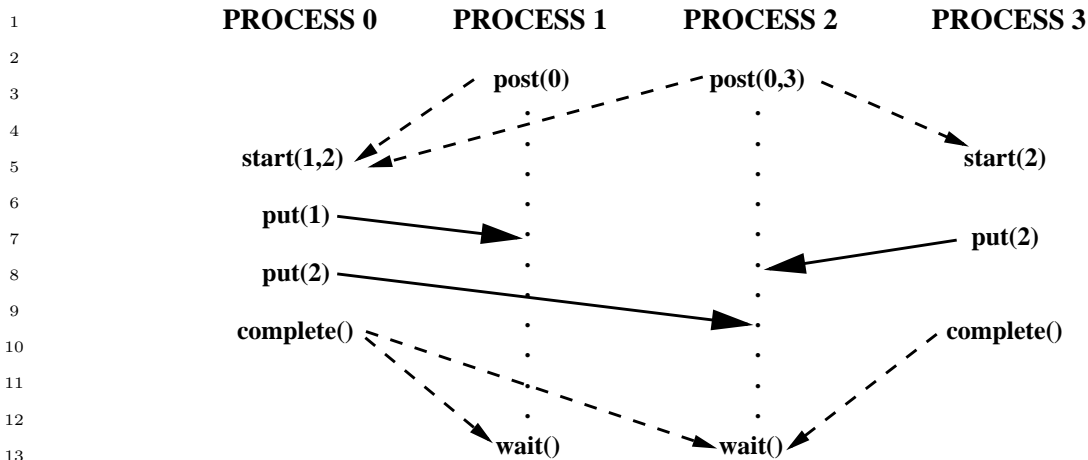 1 PROCESS 0 PROCESS 1 PROCESS 2 PROCESS 3
2
post(0) post(0,3)
3
4
start(1,2) start(2)
5
6
put(1)
7 put(2)
8 put(2)
9
complete() complete()
10
11
12
wait() wait()
13